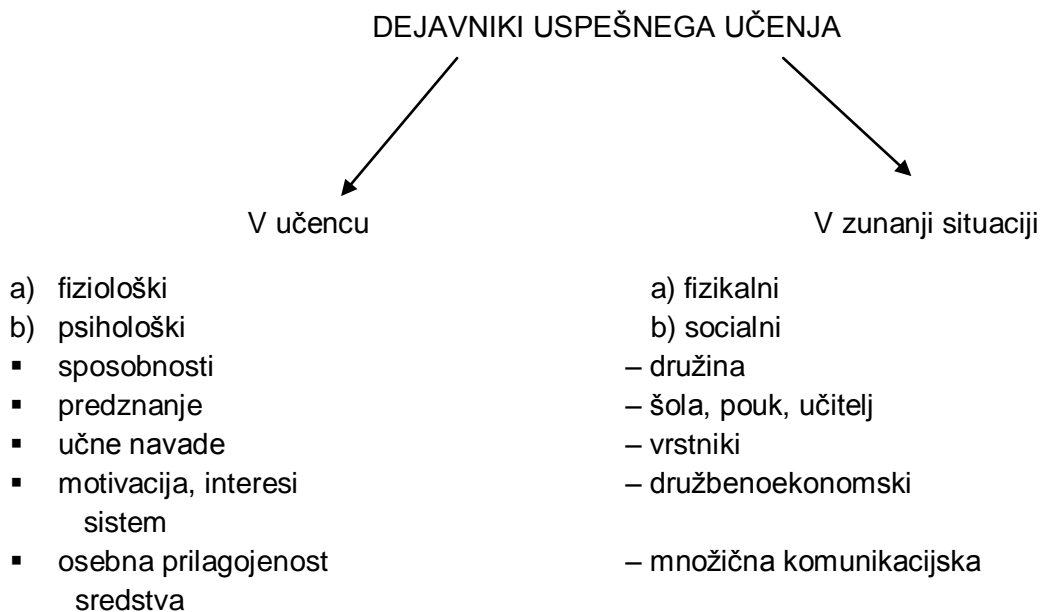 DEJAVNIKI USPEŠNEGA UČENJA
V učencu V zunanji situaciji
a) fiziološki a) fizikalni
b) psihološki b) socialni
▪ sposobnosti – družina
▪ predznanje – šola, pouk, učitelj
▪ učne navade – vrstniki
▪ motivacija, interesi – družbenoekonomski
sistem
▪ osebna prilagojenost – množična komunikacijska
sredstva